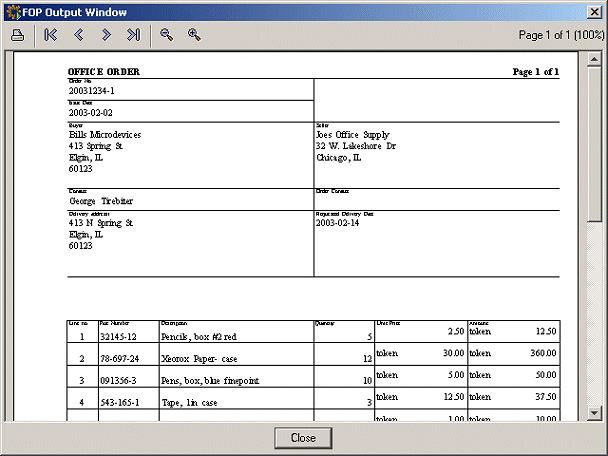 FOP Output Window
Page 1 of 1 (100%)
OFFICE ORDER Page 1 of 1
Order No.
20031234-1
Issue Date
2003-02-02
Buyer Seller
Bills Microdevices Joes Office Supply
413 Spring St 32 W. Lakeshore Dr
Elgin, IL Chicago, IL
60123
Contact Order Contact
George Tirebiter
Delivery address Requested Delivery Date
413 N Spring St 2003-02-14
Elgin, IL
60123
Line no. Part Number Description Quantity Unit Price Amount
1 32145-12 Pencils, box #2 red 5 2.50 token 12.50
2 78-697-24 Xeorox Paper- case 12 token 30.00 token 360.00
3 091356-3 Pens, box, blue finepoint 10 token 5.00 token 50.00
4 543-165-1 Tape, 1in case 3 token 12.50 token 37.50
token 1.00 token 10.00
Close